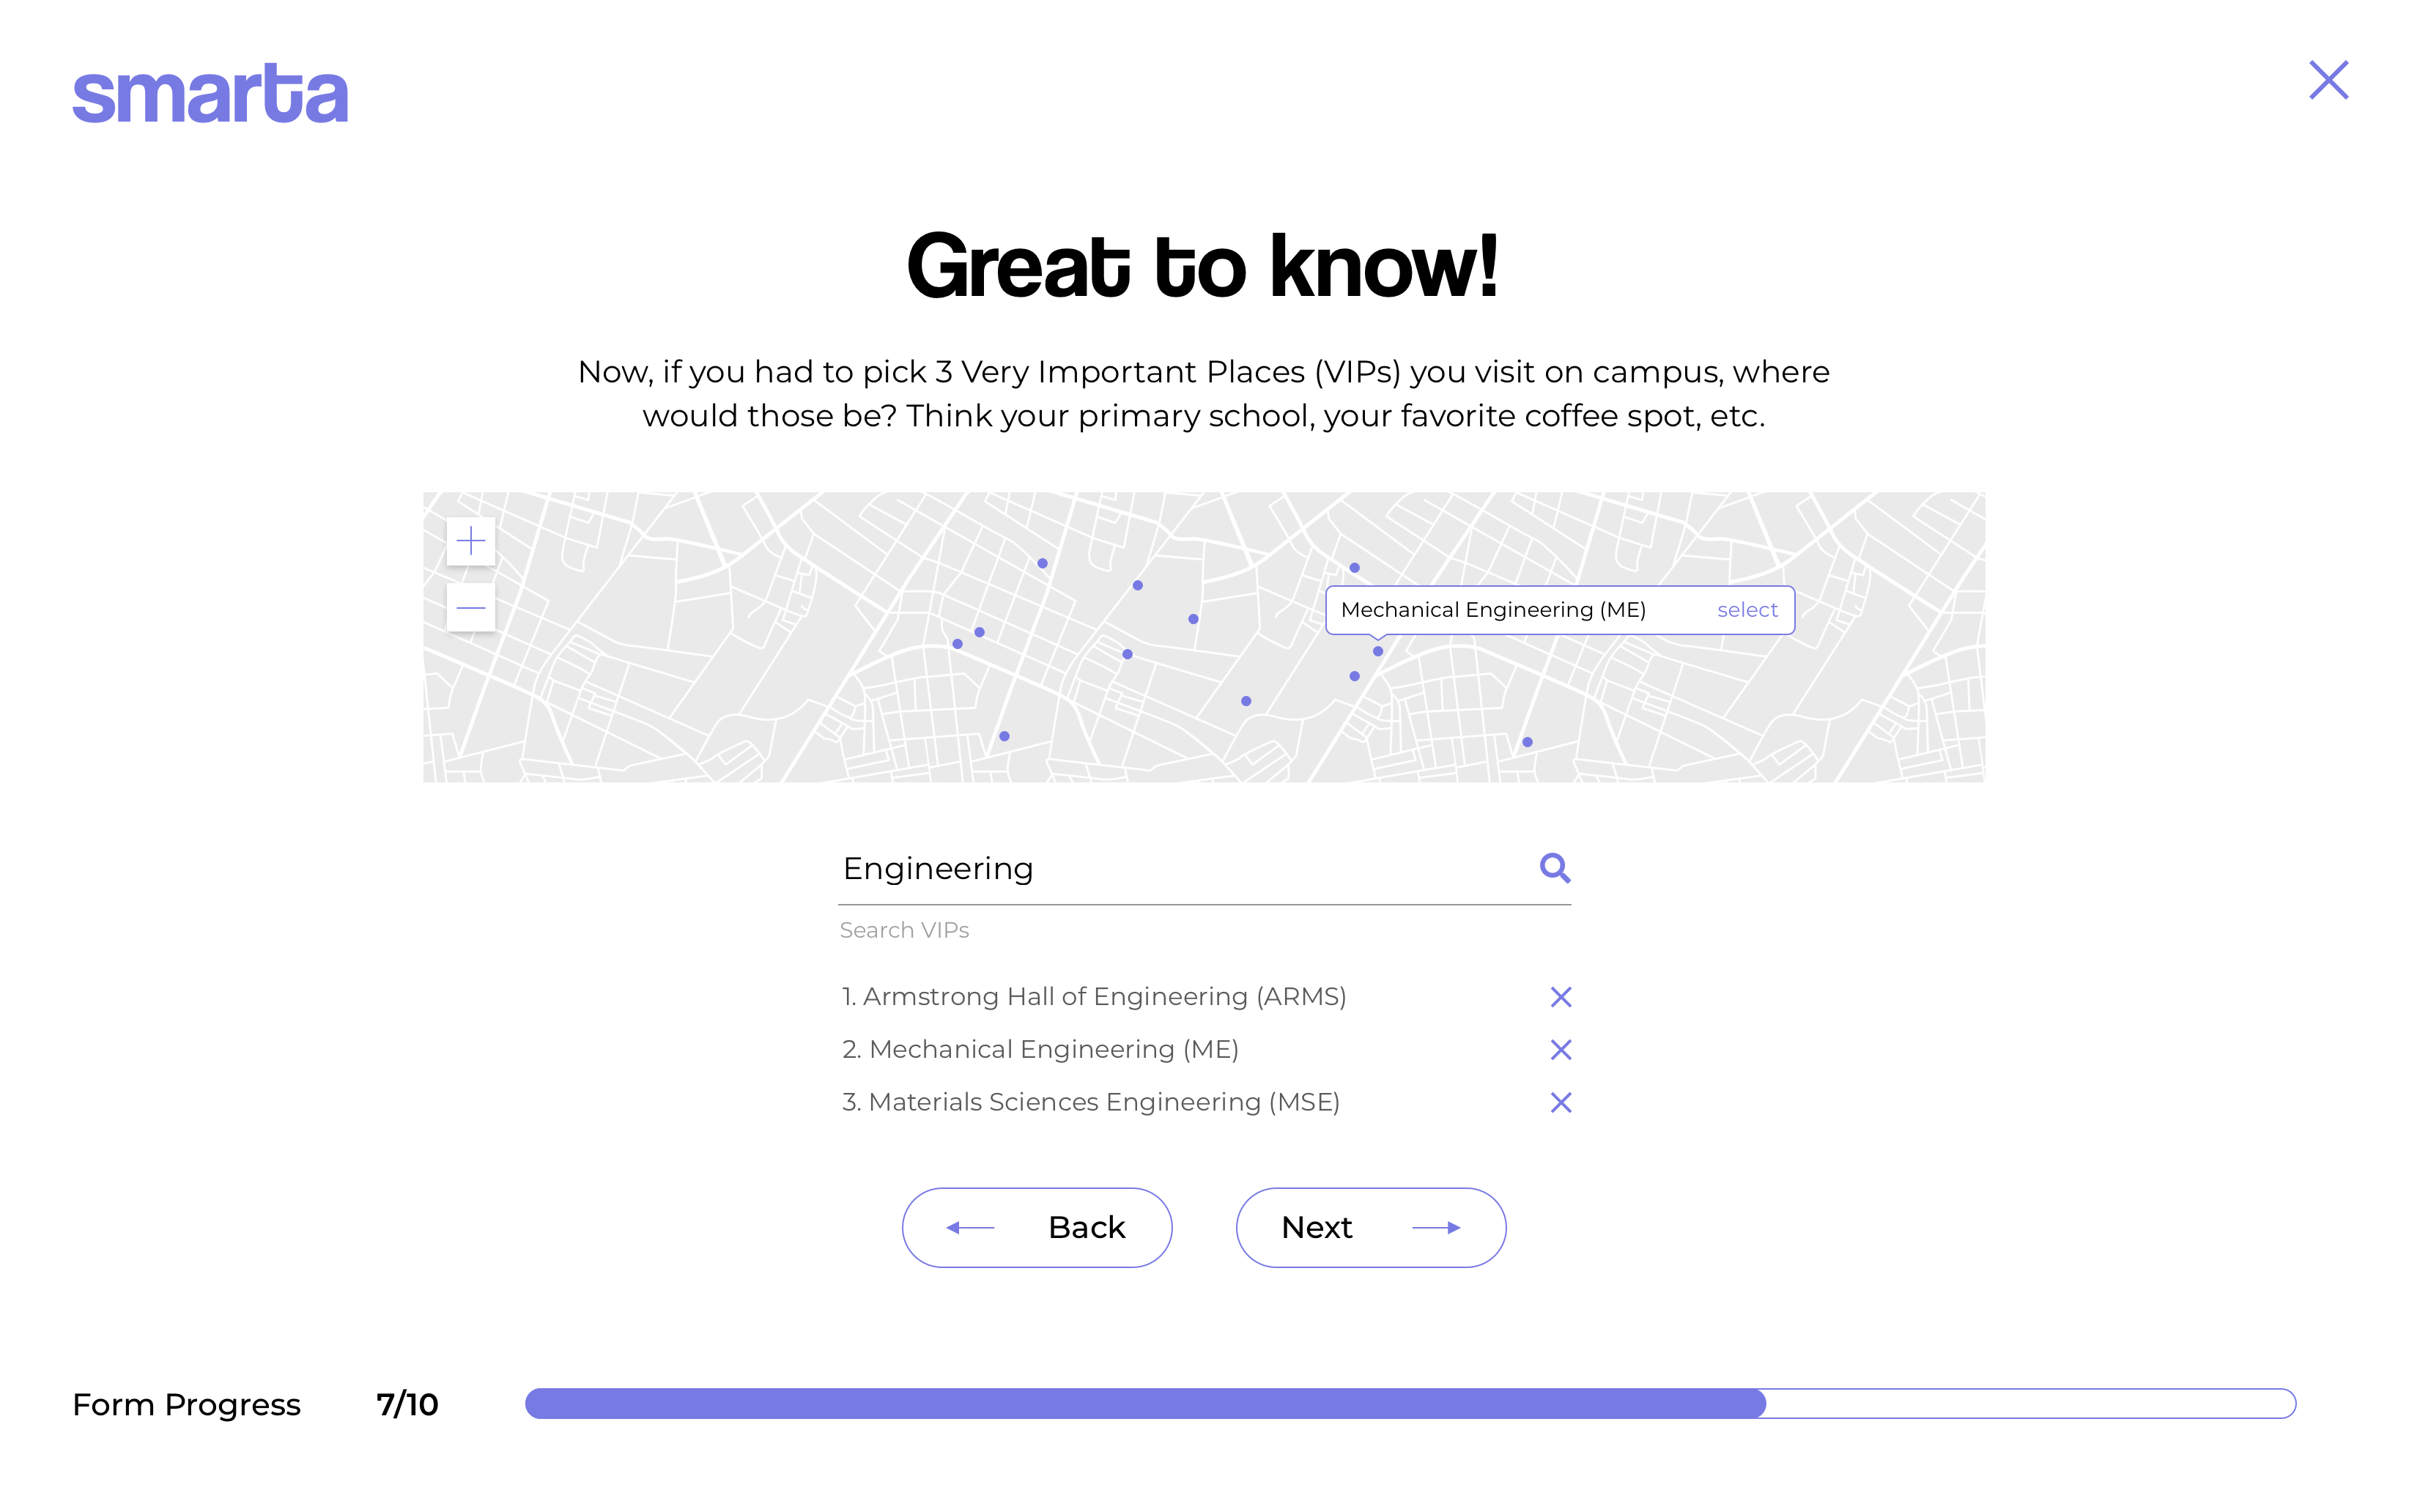 smarta
Great to know!
Now, if you had to pick 3 Very Important Places (VIPs) you visit on campus, where
would those be? Think your primary school, your favorite coffee spot, etc.
Mechanical Engineering (ME) select
Engineering
Search VIPs
1. Armstrong Hall of Engineering (ARMS)
2. Mechanical Engineering (ME)
3. Materials Sciences Engineering (MSE)
Back Next
Form Progress 7/10